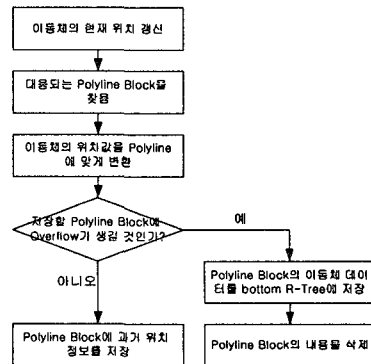 이동체의 현재 위치 갱신
대응되는 Polyline Block을
찾음
이동체의 위치값을 Polyline
에 맞게 변환
저장할 Polyline Block에
Overflow가 생길 것인가?
예
아니오
Polyline Block의 이동체 데이
터를 bottom R-Tree에 저장
Polyline Block에 과거 위치
정보를 저장
Polyline Block의 내용을 삭제